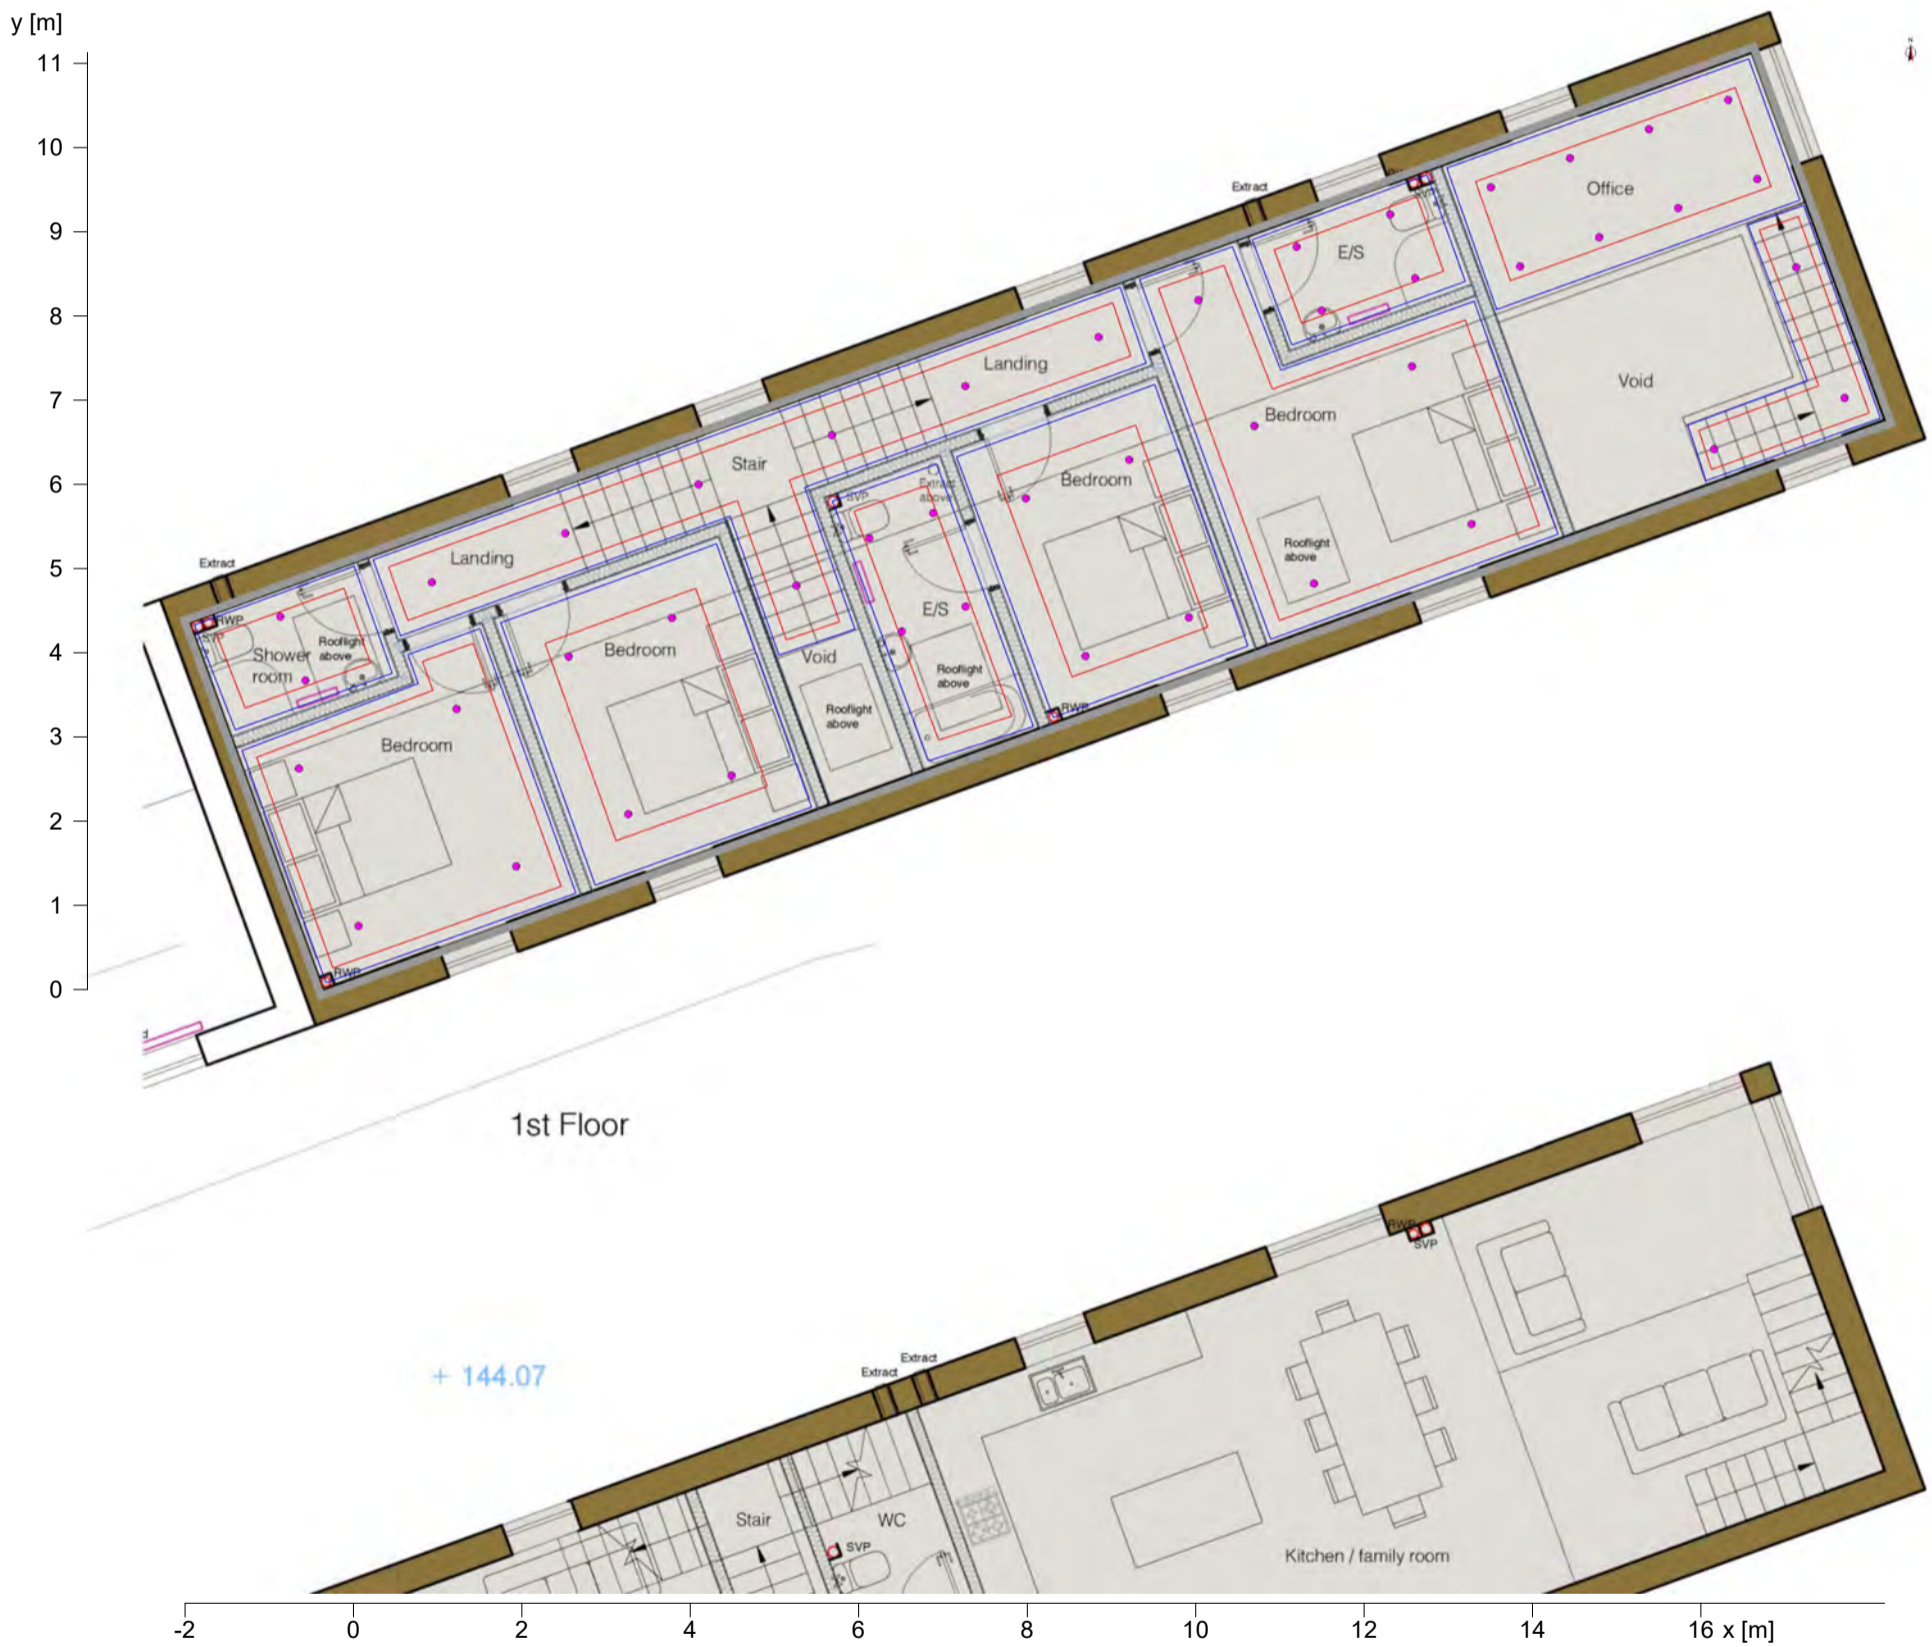 y [m]
N
11
10
9
8
7
6
5
4
3
2
1
0
Extract
SVP
Office
E/S
Landing
Void
Bedroom
Stair
Bedroom
Extract
above
SVP
Rooflight
above
Landing
Extract
RWP
SVP
E/S
Rooflight
above
Shower
room
Bedroom
Void
Rooflight
above
Rooflight
above
RWP
Bedroom
RWP
d
1st Floor
RWP
SVP
+ 144.07
Extract
Extract
Stair
WC
SVP
Kitchen / family room
-2
0
2
4
6
8
10
12
14
16
x [m]